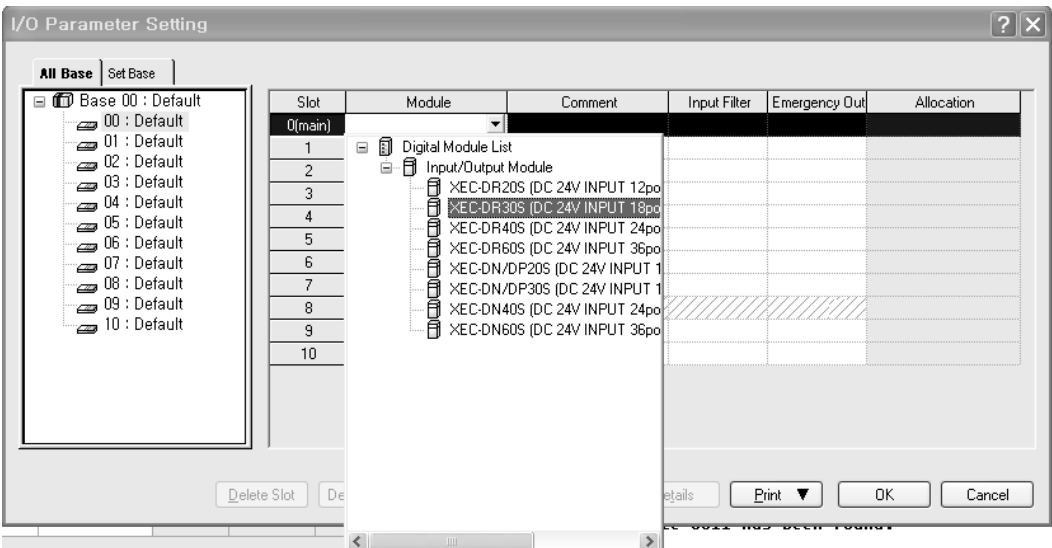 I/O Parameter Setting
All Base Set Base
Base 00 : Default
00 : Default
01 : Default
02 : Default
03 : Default
04 : Default
05 : Default
06 : Default
07 : Default
08 : Default
09 : Default
10 : Default
Slot Module Comment Input Filter Emergency Out Allocation
0(main)
1
2
3
4
5
6
7
8
9
10
Digital Module List
Input/Output Module
XEC-DR20S (DC 24V INPUT 12po
XEC-DR30S (DC 24V INPUT 18po
XEC-DR40S (DC 24V INPUT 24po
XEC-DR60S (DC 24V INPUT 36po
XEC-DN/DP20S (DC 24V INPUT 1
XEC-DN/DP30S (DC 24V INPUT 1
XEC-DN40S (DC 24V INPUT 24po
XEC-DN60S (DC 24V INPUT 36po
Delete Slot De etails Print ▼ OK Cancel